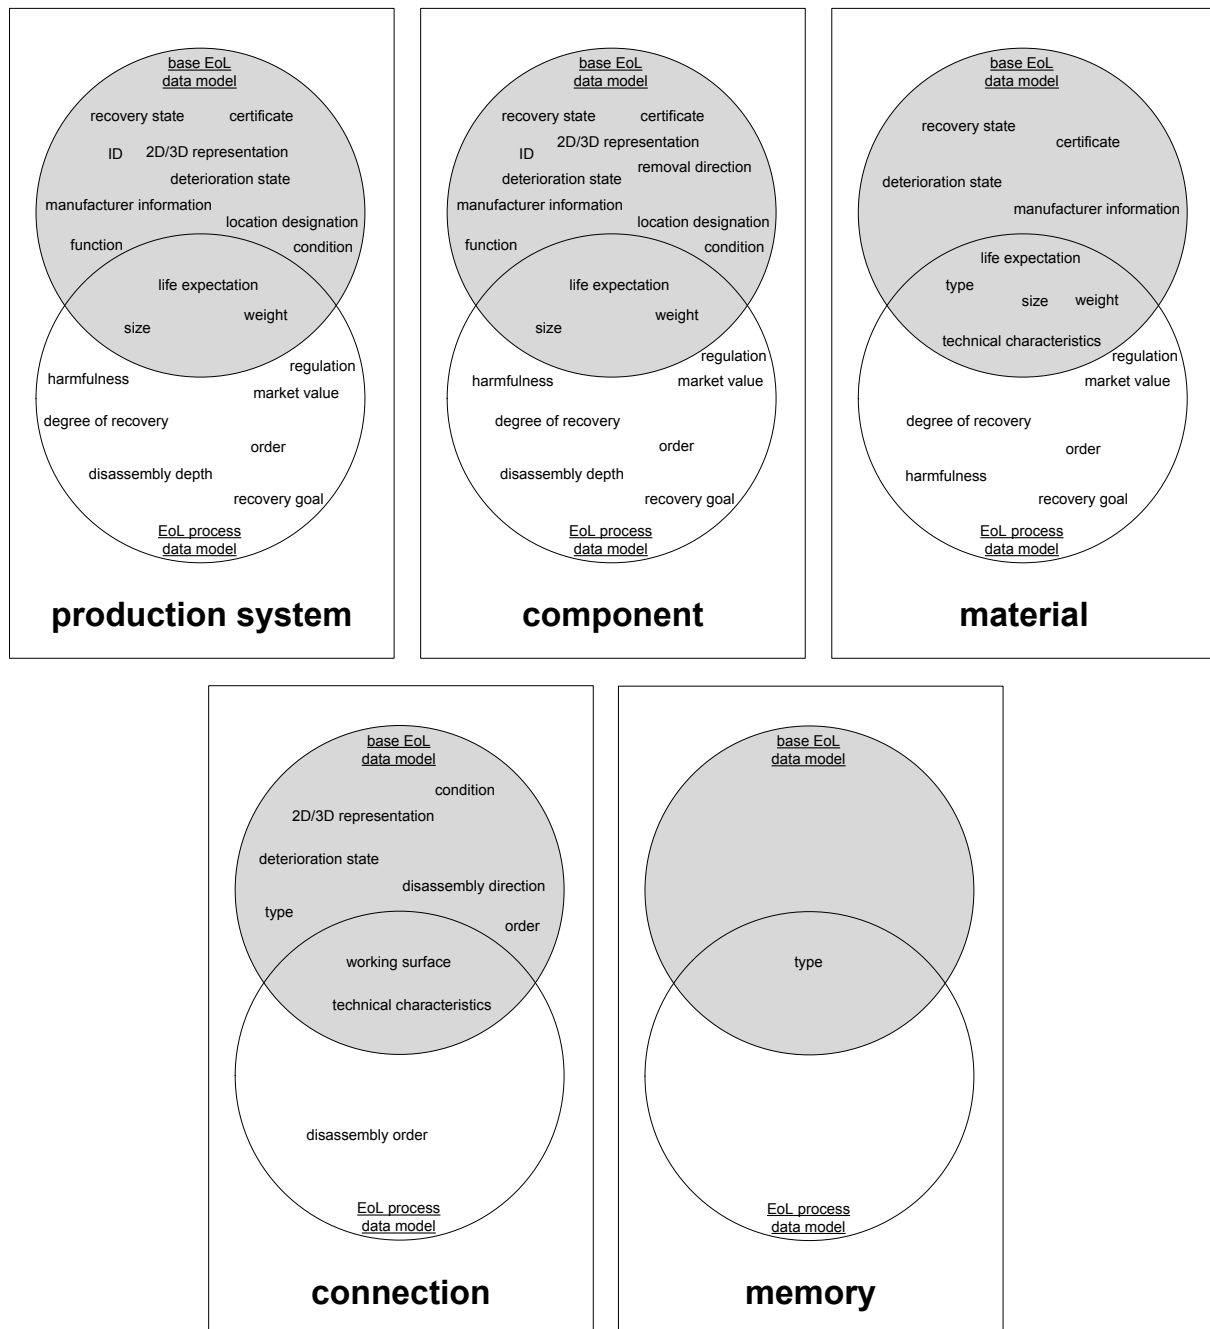 base EoL
data model
recovery state
certificate
ID
2D/3D representation
deterioration state
manufacturer information
location designation
function
condition
life expectation
weight
size
regulation
harmfulness
market value
degree of recovery
order
disassembly depth
recovery goal
EoL process
data model
production system
base EoL
data model
recovery state
certificate
2D/3D representation
ID
removal direction
deterioration state
manufacturer information
location designation
function
condition
life expectation
weight
size
regulation
harmfulness
market value
degree of recovery
order
disassembly depth
recovery goal
EoL process
data model
component
base EoL
data model
recovery state
certificate
deterioration state
manufacturer information
life expectation
type
size
weight
technical characteristics
regulation
market value
degree of recovery
order
harmfulness
recovery goal
EoL process
data model
material
base EoL
data model
condition
2D/3D representation
deterioration state
disassembly direction
type
order
working surface
technical characteristics
disassembly order
EoL process
data model
connection
base EoL
data model
type
EoL process
data model
memory